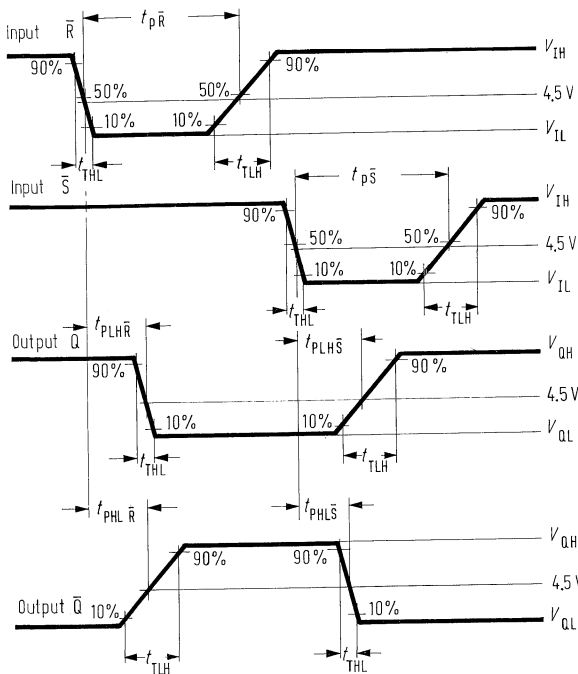 Input R̅ t_pR̅ V_IH
90% 90%
50% 50% 4.5 V
10% 10% V_IL
t_THL t_TLH
Input S̅ t_pS̅ V_IH
90% 90%
50% 50% 4.5 V
10% 10% V_IL
t_THL t_TLH
t_PLHR̅ t_PLHS̅
Output Q V_QH
90% 90%
4.5 V
10% 10% V_QL
t_THL t_TLH
t_PHL R̅ t_PHLS̅
V_QH
90% 90%
4.5 V
Output Q̅ 10% 10% V_QL
t_TLH t_THL